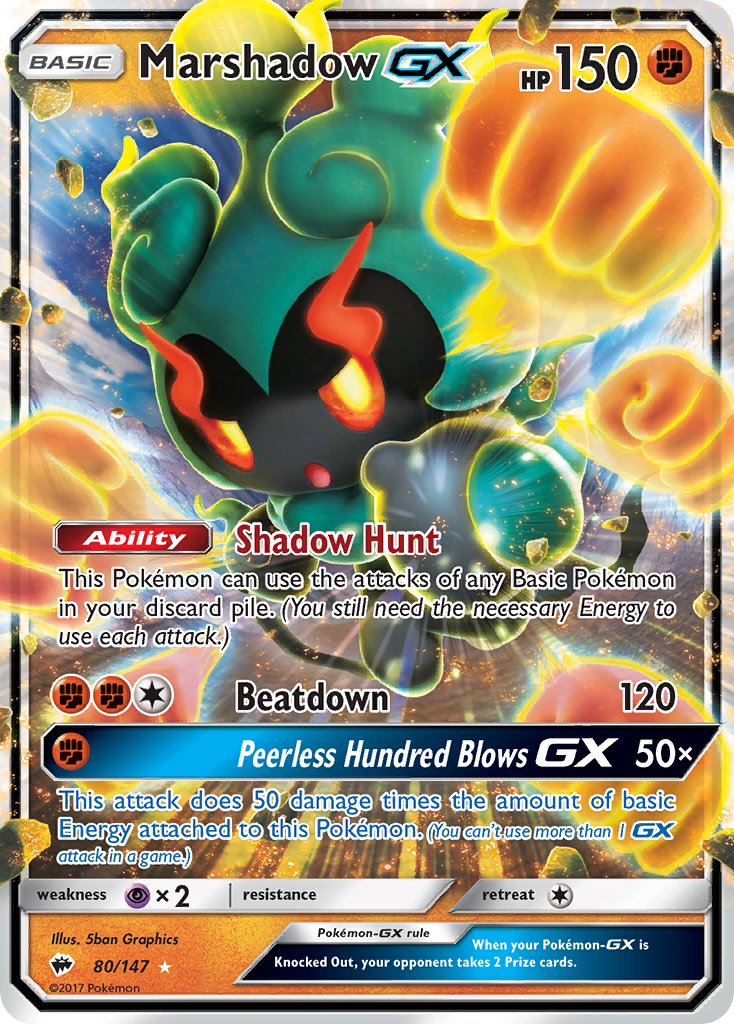 BASIC Marshadow GX HP 150
Ability Shadow Hunt
This Pokémon can use the attacks of any Basic Pokémon
in your discard pile. (You still need the necessary Energy to
use each attack.)
Beatdown 120
Peerless Hundred Blows GX 50×
This attack does 50 damage times the amount of basic
Energy attached to this Pokémon. (You can't use more than 1 GX
attack in a game.)
weakness ×2 resistance retreat
Illus. 5ban Graphics
Pokémon-GX rule
When your Pokémon-GX is
Knocked Out, your opponent takes 2 Prize cards.
80/147 ★
©2017 Pokémon